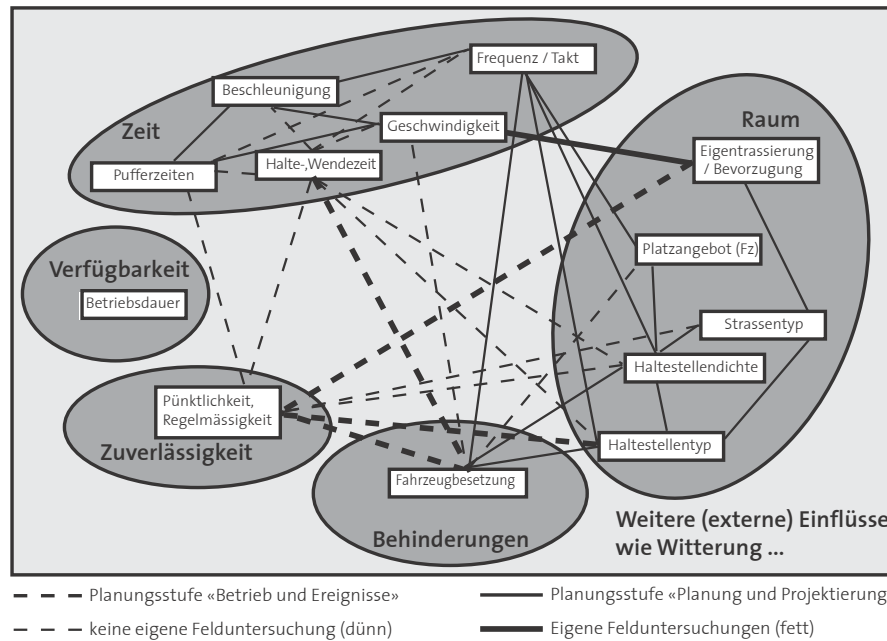 Frequenz / Takt
Beschleunigung
Zeit
Geschwindigkeit
Raum
Eigentrassierung
/ Bevorzugung
Pufferzeiten
Halte-,Wendezeit
Verfügbarkeit
Betriebsdauer
Platzangebot (Fz)
Strassentyp
Haltestellendichte
Pünktlichkeit,
Regelmässigkeit
Zuverlässigkeit
Haltestellentyp
Fahrzeugbesetzung
Behinderungen
Weitere (externe) Einflüsse
wie Witterung ...
Planungsstufe «Betrieb und Ereignisse»
Planungsstufe «Planung und Projektierung
keine eigene Felduntersuchung (dünn)
Eigene Felduntersuchungen (fett)